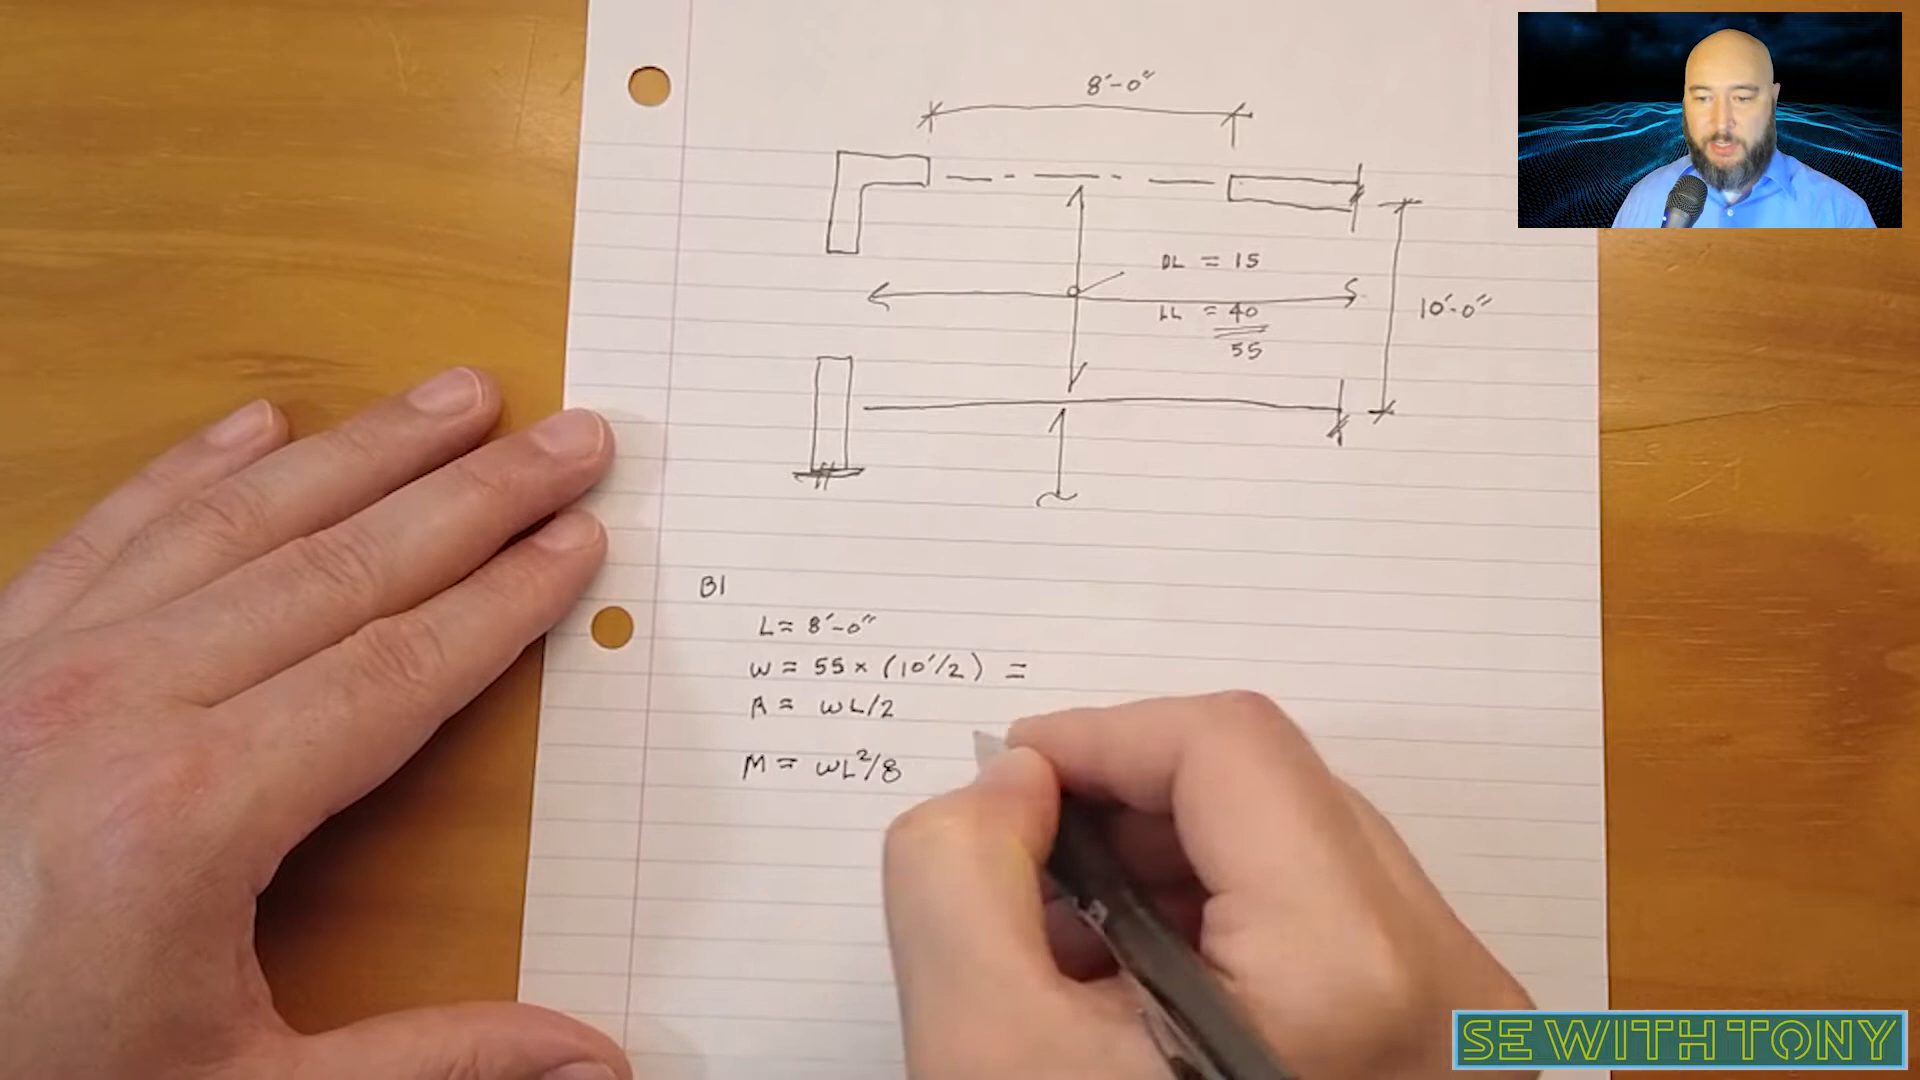 8'-0"
DL = 15
LL = 40
10'-0"
55
B1
L = 8'-0"
W = 55 × (10'/2) =
R = WL/2
M = WL²/8
SE WITH TONY